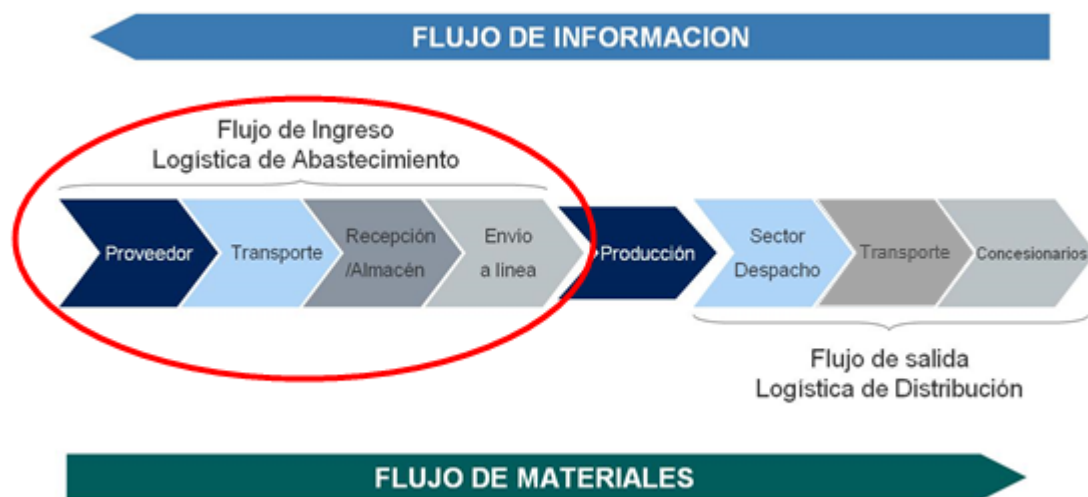 FLUJO DE INFORMACION
Flujo de Ingreso
Logística de Abastecimiento
Proveedor
Transporte
Recepción
/Almacén
Envio
a linea
Producción
Sector
Despacho
Transporte
Concesionarios
Flujo de salida
Logística de Distribución
FLUJO DE MATERIALES